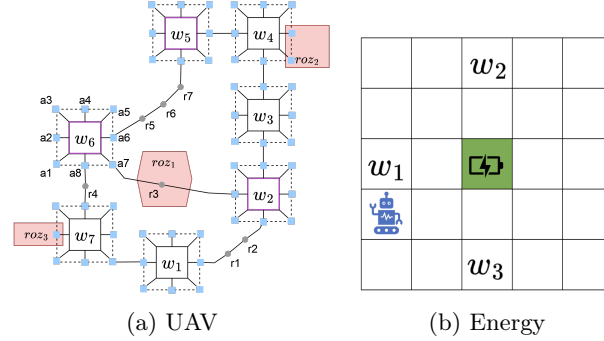 w5
w4
roz2
a3
a4
a5
r7
r6
r5
w3
w2
a2
w6
a6
w1
a1
a8
a7
roz1
r3
r4
w2
roz3
w7
r2
w1
r1
w3
(a) UAV
(b) Energy